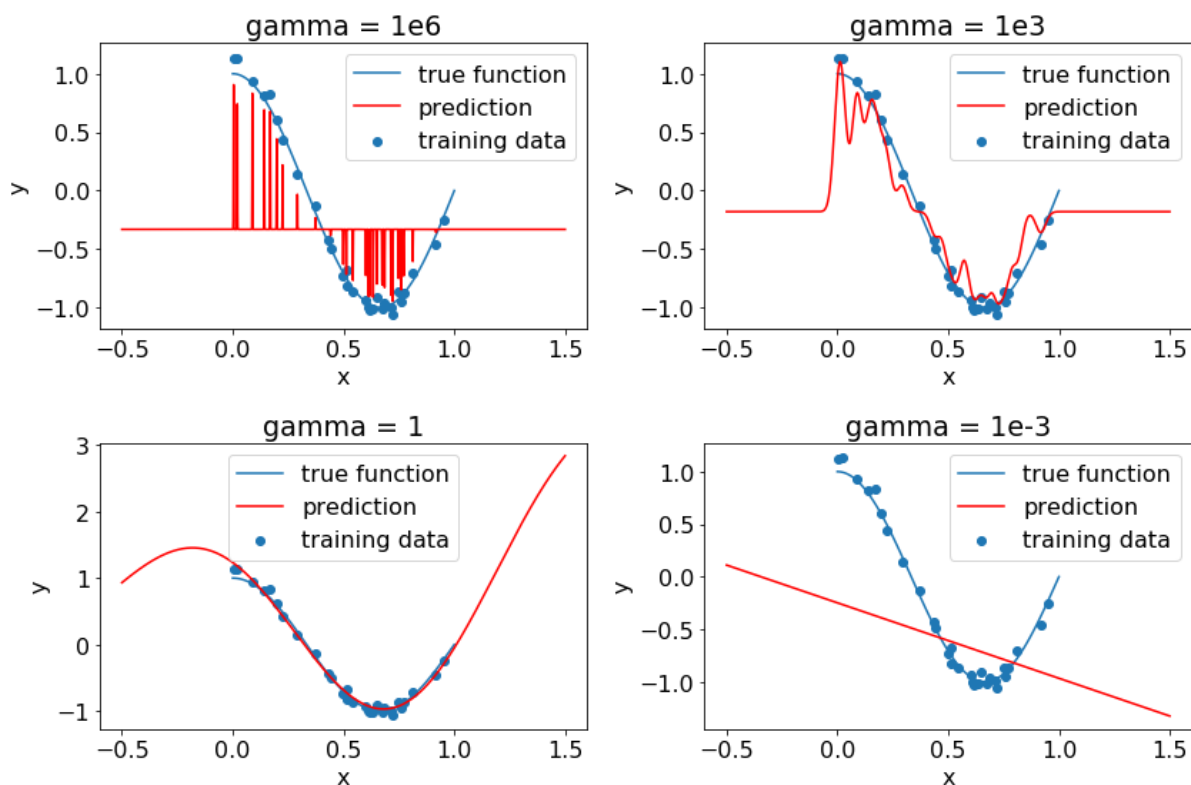 gamma = 1e6
true function
prediction
training data
y
1.0
0.5
0.0
−0.5
−1.0
−0.5
0.0
0.5
1.0
1.5
x
gamma = 1e3
true function
prediction
training data
y
1.0
0.5
0.0
−0.5
−1.0
−0.5
0.0
0.5
1.0
1.5
x
gamma = 1
true function
prediction
training data
y
3
2
1
0
−1
−0.5
0.0
0.5
1.0
1.5
x
gamma = 1e-3
true function
prediction
training data
y
1.0
0.5
0.0
−0.5
−1.0
−0.5
0.0
0.5
1.0
1.5
x